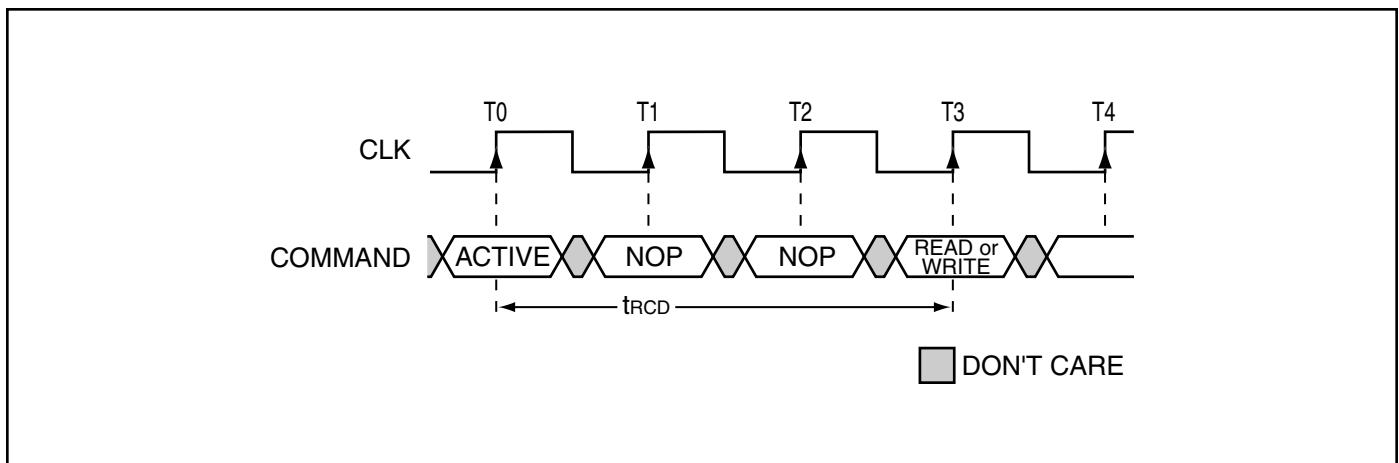 T0 T1 T2 T3 T4
CLK
COMMAND ACTIVE NOP NOP READ or
WRITE
tRCD
DON'T CARE